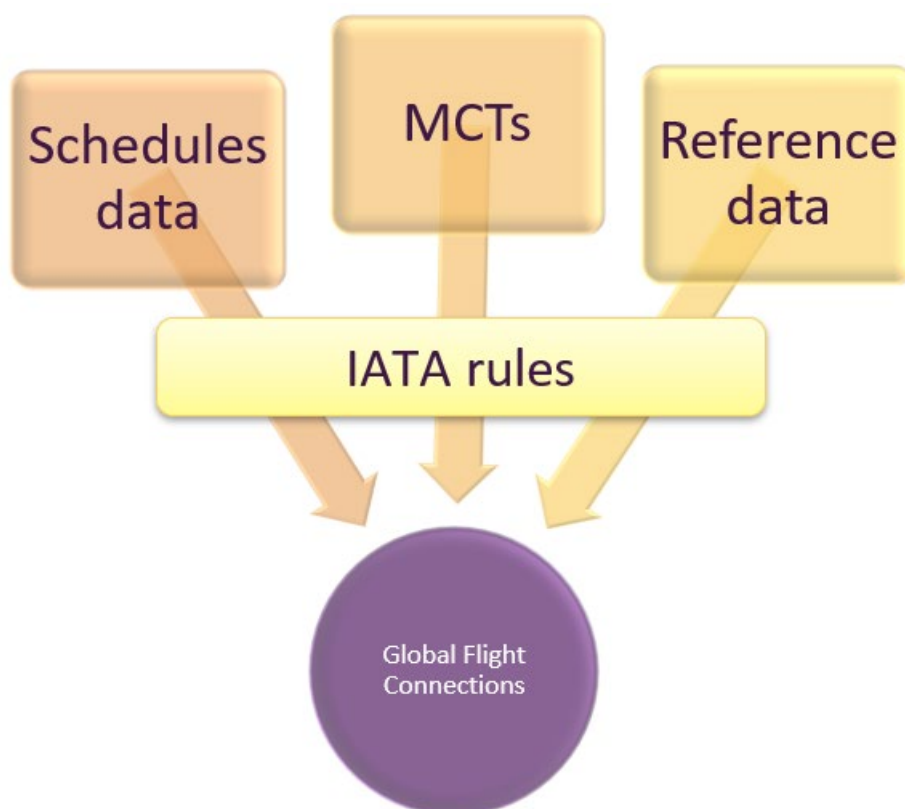 Schedules
data
MCTs
Reference
data
IATA rules
Global Flight
Connections